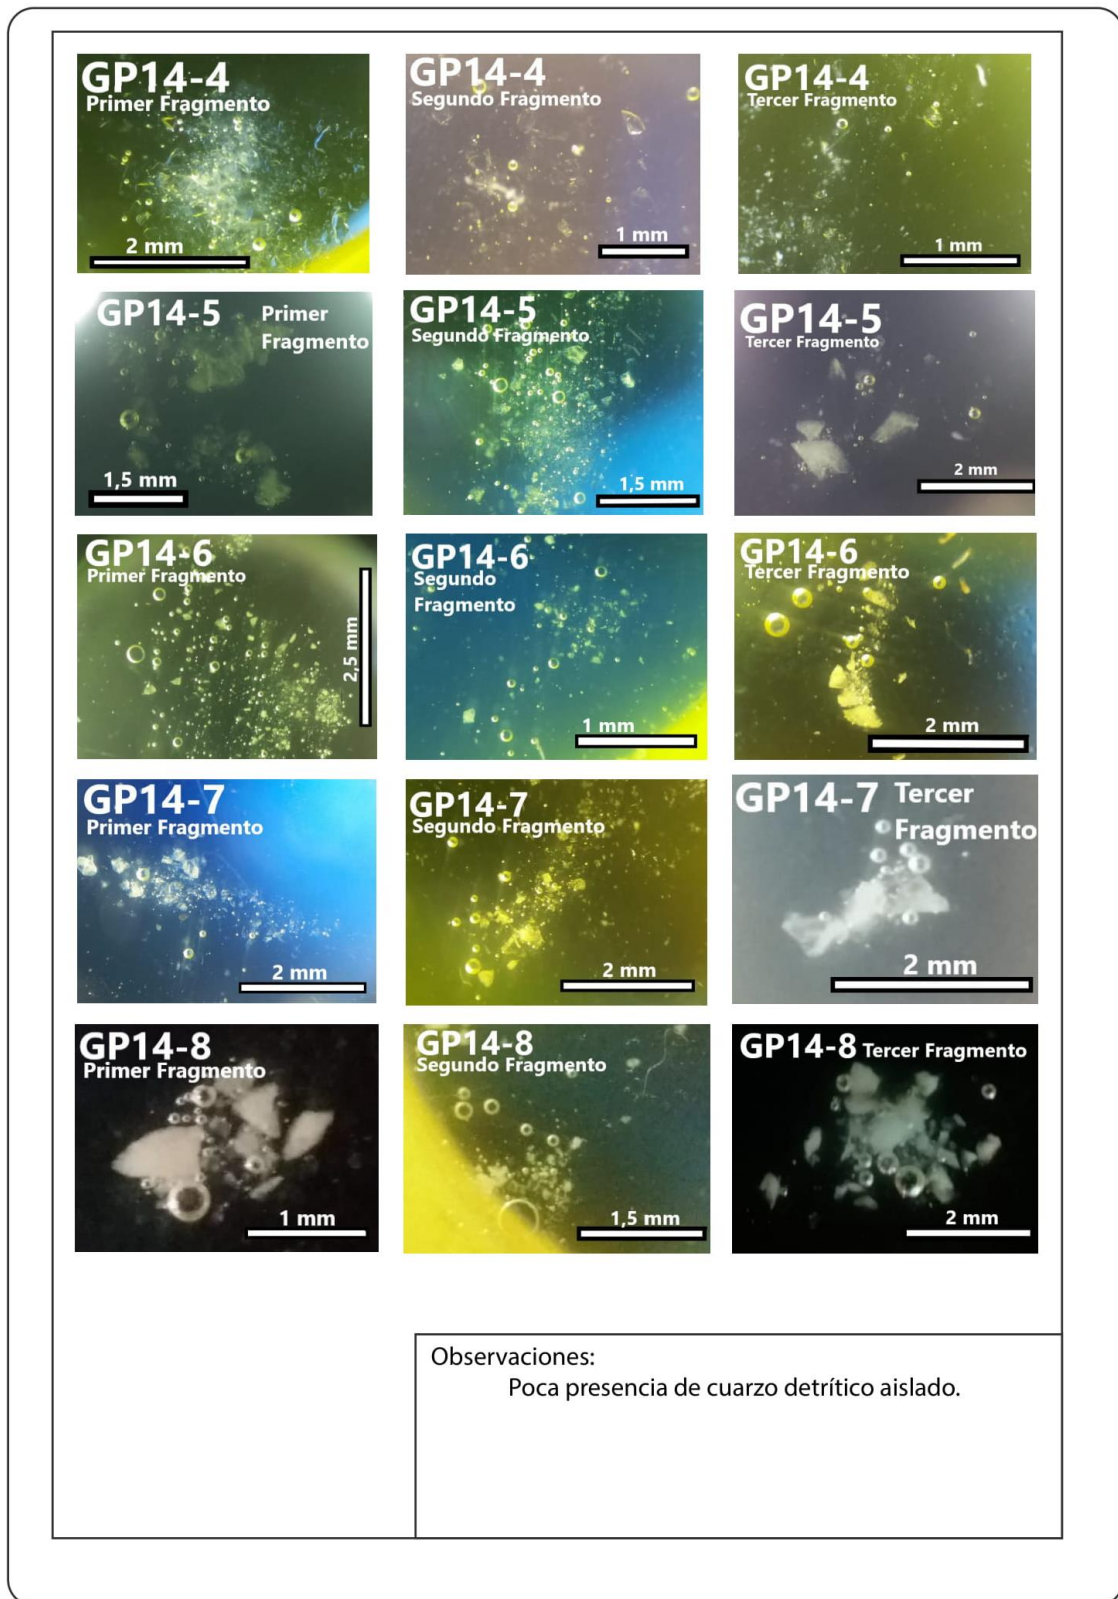 GP14-4
Primer Fragmento
2 mm
GP14-4
Segundo Fragmento
1 mm
GP14-4
Tercer Fragmento
1 mm
GP14-5
Primer
Fragmento
1,5 mm
GP14-5
Segundo Fragmento
1,5 mm
GP14-5
Tercer Fragmento
2 mm
GP14-6
Primer Fragmento
2,5 mm
GP14-6
Segundo
Fragmento
1 mm
GP14-6
Tercer Fragmento
2 mm
GP14-7
Primer Fragmento
2 mm
GP14-7
Segundo Fragmento
2 mm
GP14-7 Tercer
Fragmento
2 mm
GP14-8
Primer Fragmento
1 mm
GP14-8
Segundo Fragmento
1,5 mm
GP14-8 Tercer Fragmento
2 mm
Observaciones:
Poca presencia de cuarzo detrítico aislado.